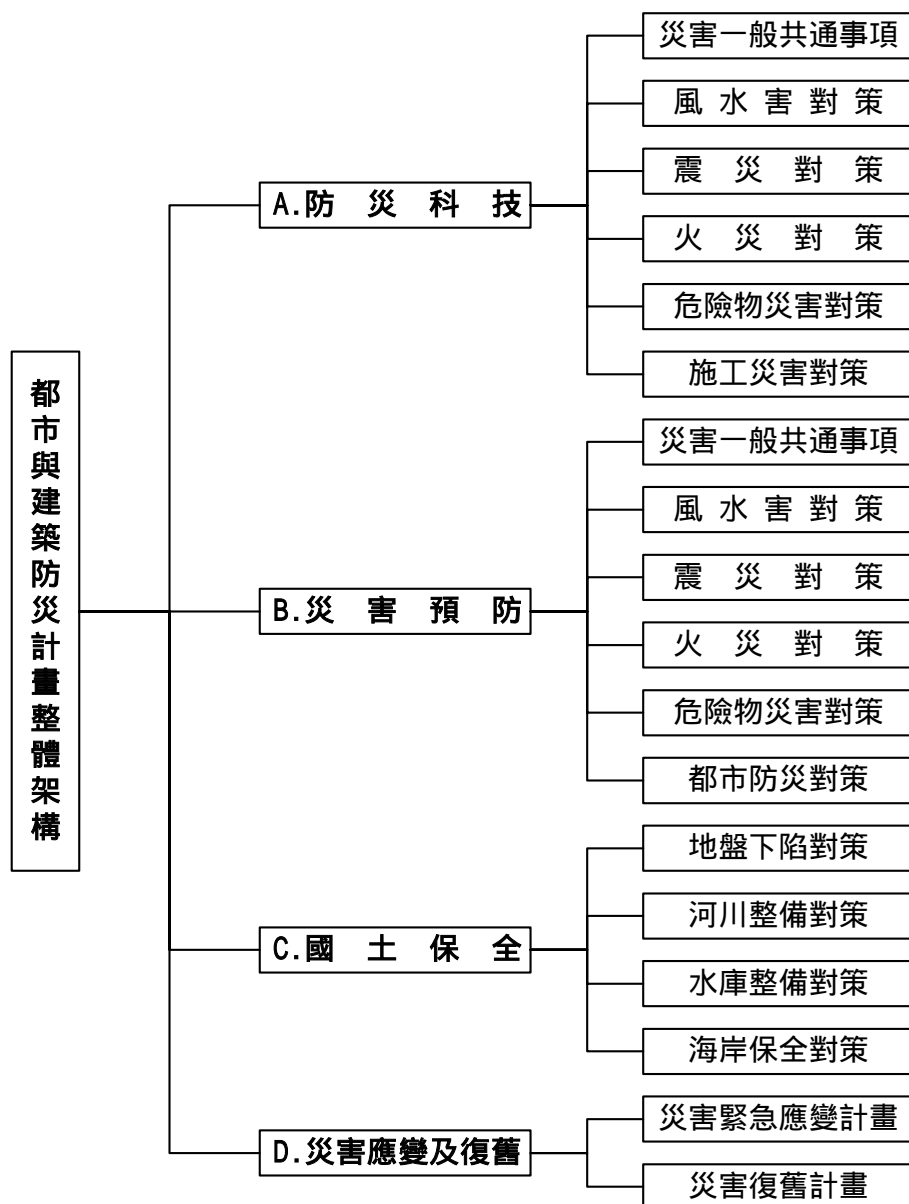 都市與建築防災計畫整體架構
A.防災科技
災害一般共通事項
風水害對策
震災對策
火災對策
危險物災害對策
施工災害對策
B.災害預防
災害一般共通事項
風水害對策
震災對策
火災對策
危險物災害對策
都市防災對策
C.國土保全
地盤下陷對策
河川整備對策
水庫整備對策
海岸保全對策
D.災害應變及復舊
災害緊急應變計畫
災害復舊計畫